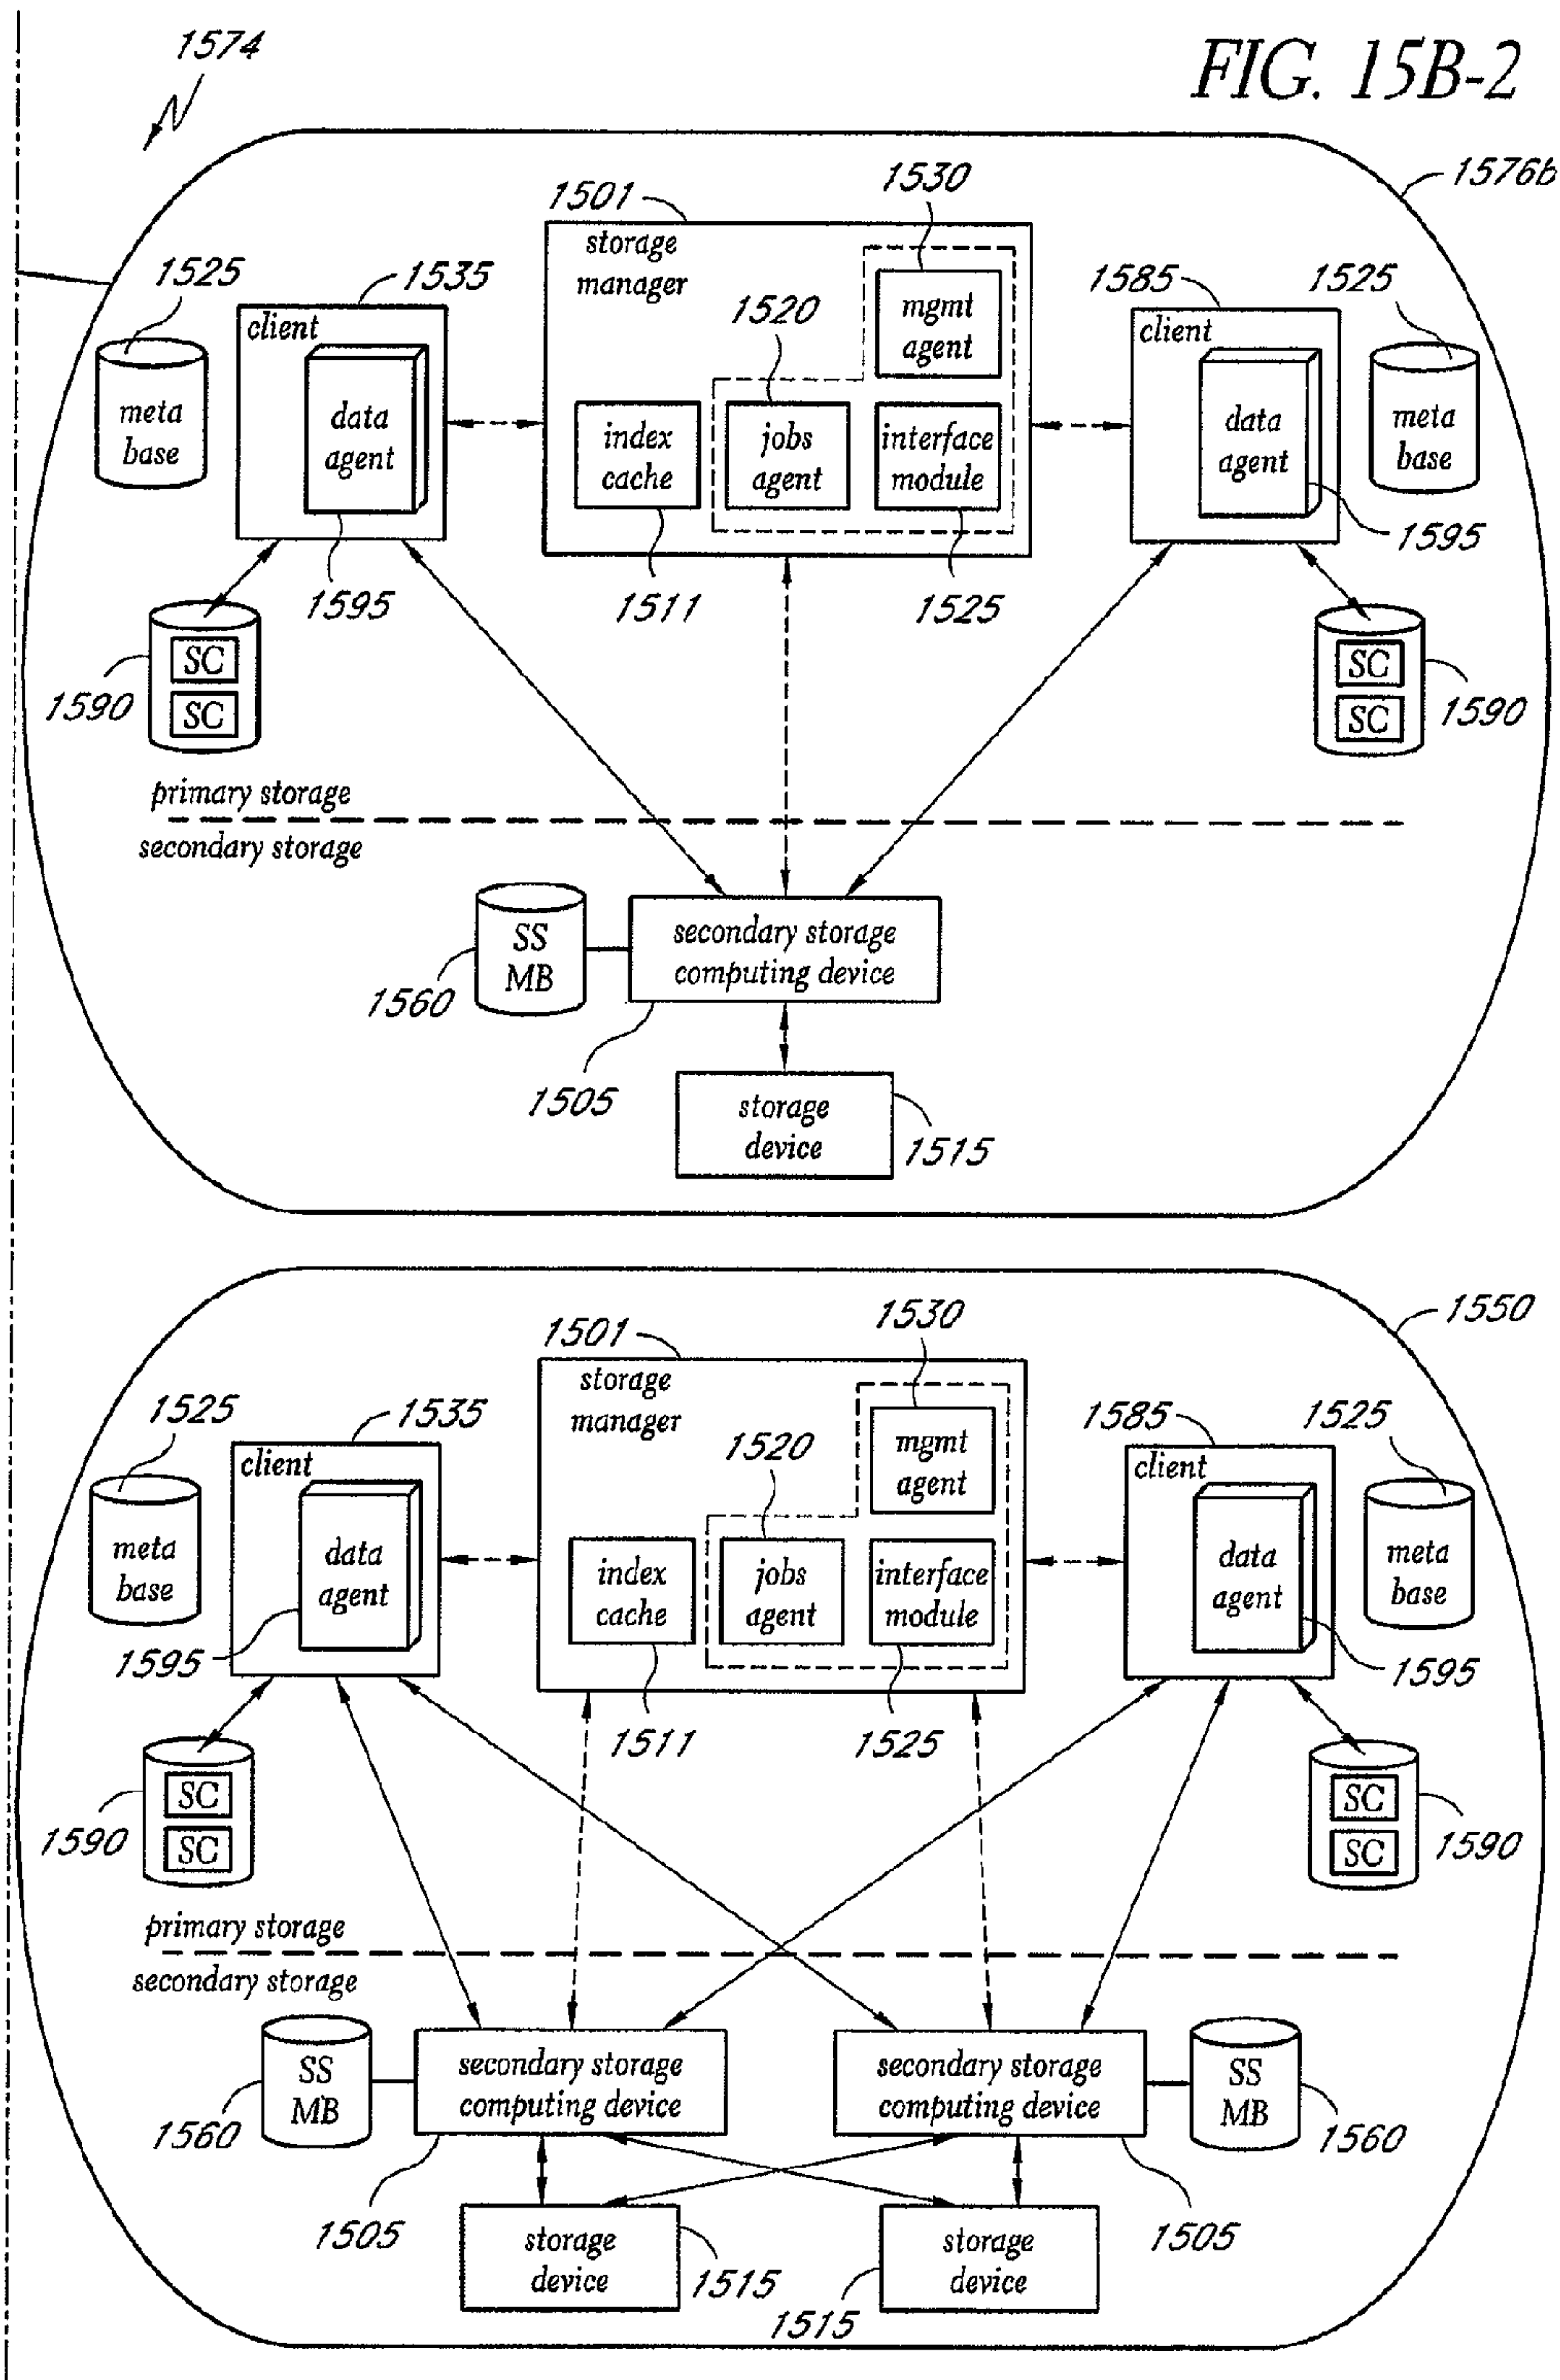 1574
FIG. 15B-2
1576b
1530
1501
storage
manager
1525
1535
1520
1585
1525
client
mgmt
agent
client
meta
base
data
agent
index
cache
jobs
agent
interface
module
data
agent
meta
base
1595
1595
1511
1525
SC
SC
1590
SC
SC
1590
primary storage
secondary storage
SS
MB
secondary storage
computing device
1560
1505
storage
device
1515
1550
1530
1501
storage
manager
1525
1535
1520
1585
1525
client
mgmt
agent
client
meta
base
data
agent
index
cache
jobs
agent
interface
module
data
agent
meta
base
1595
1595
1511
1525
SC
SC
1590
SC
SC
1590
primary storage
secondary storage
SS
MB
secondary storage
computing device
secondary storage
computing device
SS
MB
1560
1560
1505
1505
storage
device
1515
storage
device
1515